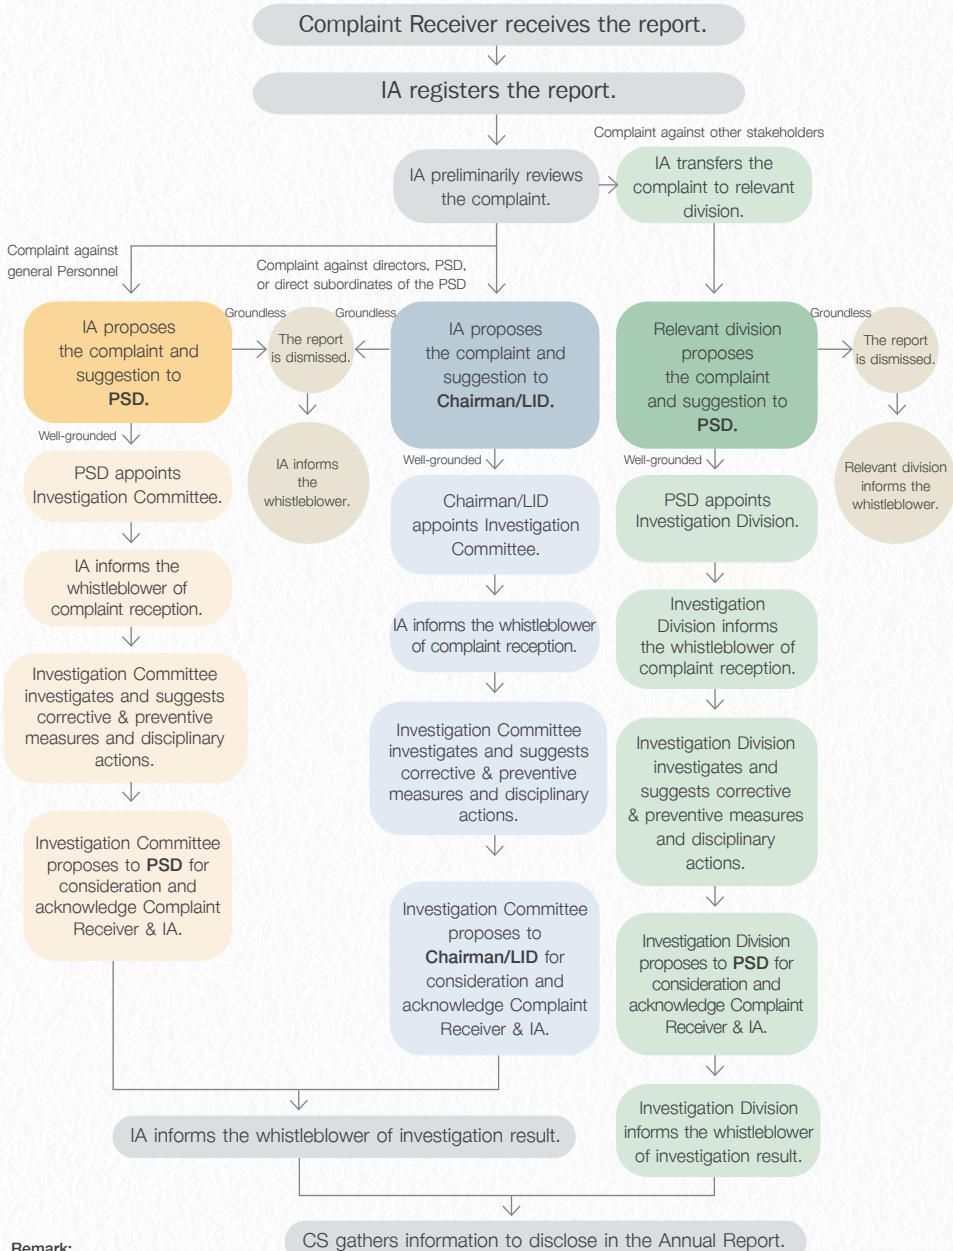 Complaint Receiver receives the report.
IA registers the report.
Complaint against other stakeholders
IA preliminarily reviews
the complaint.
IA transfers the
complaint to relevant
division.
Complaint against
general Personnel
Complaint against directors, PSD,
or direct subordinates of the PSD
IA proposes
the complaint and
suggestion to
PSD.
Groundless
The report
is dismissed.
Groundless
IA proposes
the complaint and
suggestion to
Chairman/LID.
Relevant division
proposes
the complaint
and suggestion to
PSD.
Groundless
The report
is dismissed.
Well-grounded
IA informs
the
whistleblower.
Well-grounded
Well-grounded
Relevant division
informs the
whistleblower.
PSD appoints
Investigation Committee.
Chairman/LID
appoints Investigation
Committee.
PSD appoints
Investigation Division.
IA informs the
whistleblower of
complaint reception.
IA informs the whistleblower
of complaint reception.
Investigation
Division informs
the whistleblower of
complaint reception.
Investigation Committee
investigates and suggests
corrective & preventive
measures and disciplinary
actions.
Investigation Committee
investigates and suggests
corrective & preventive
measures and disciplinary
actions.
Investigation Division
investigates and
suggests corrective
& preventive measures
and disciplinary
actions.
Investigation Committee
proposes to PSD for
consideration and
acknowledge Complaint
Receiver & IA.
Investigation Committee
proposes to
Chairman/LID for
consideration and
acknowledge Complaint
Receiver & IA.
Investigation Division
proposes to PSD for
consideration and
acknowledge Complaint
Receiver & IA.
IA informs the whistleblower of investigation result.
Investigation Division
informs the whistleblower
of investigation result.
CS gathers information to disclose in the Annual Report.
Remark: